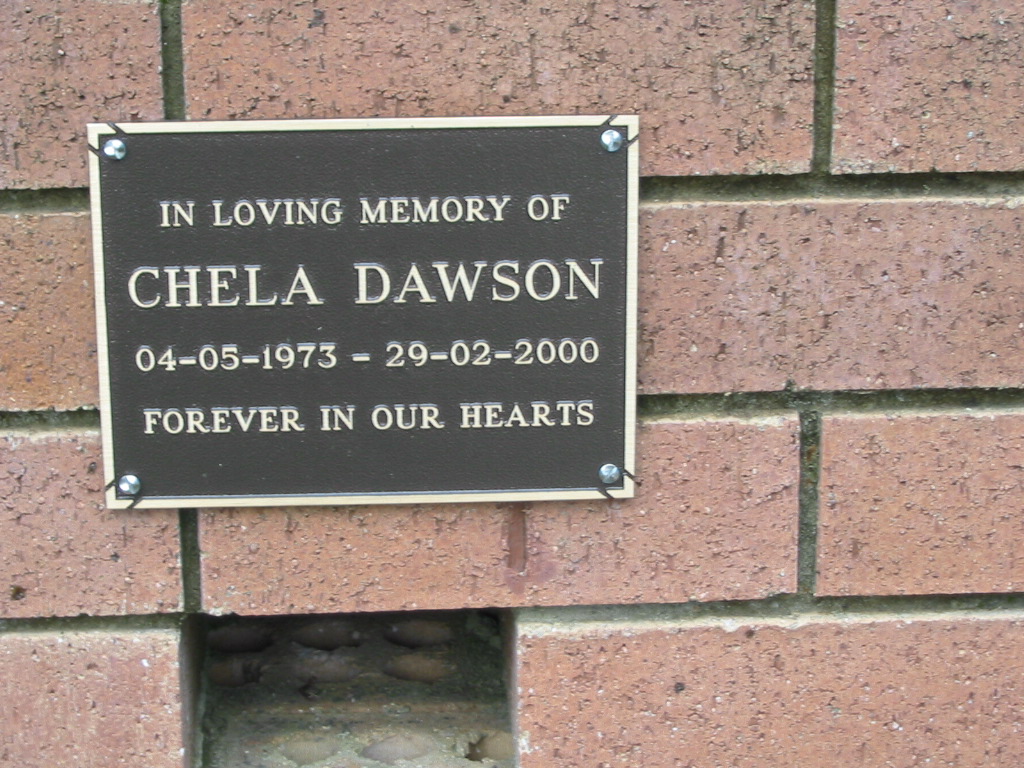 IN LOVING MEMORY OF
CHELA DAWSON
04-05-1973 - 29-02-2000
FOREVER IN OUR HEARTS